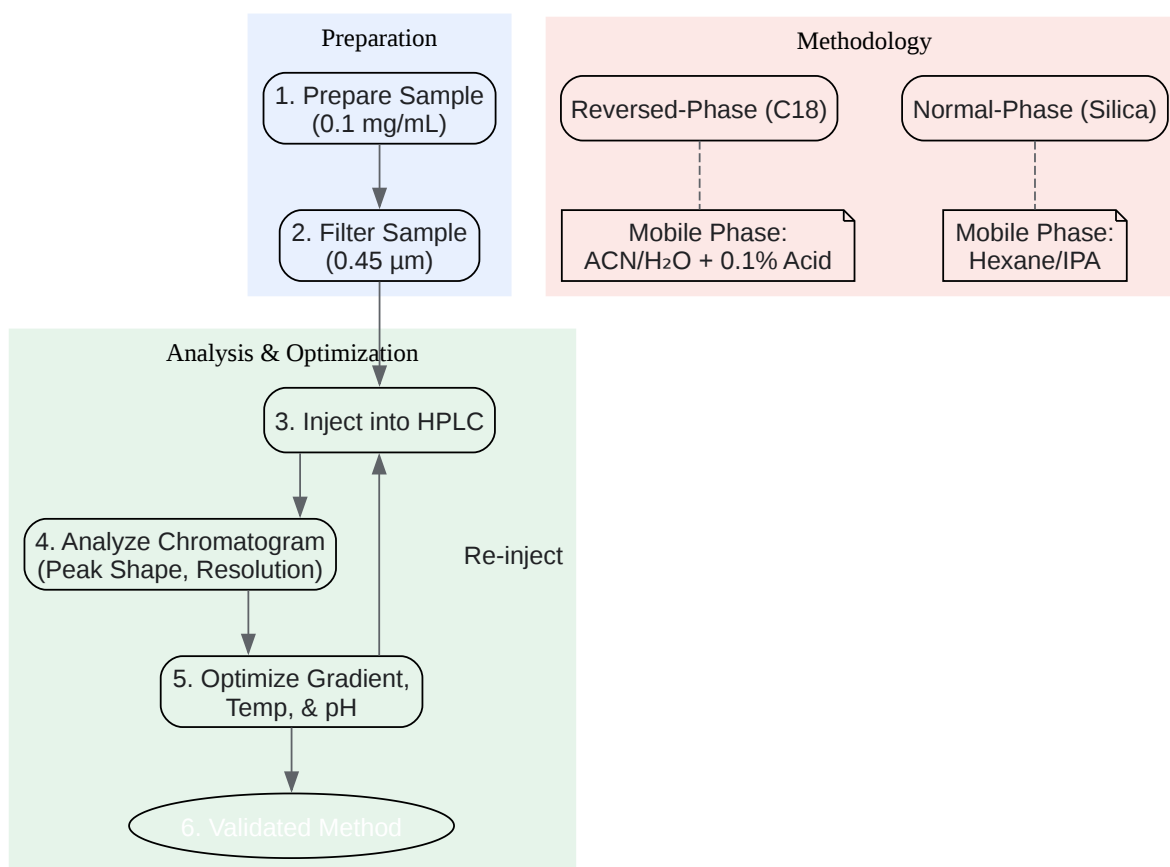 Preparation
1. Prepare Sample
(0.1 mg/mL)
2. Filter Sample
(0.45 µm)
Methodology
Reversed-Phase (C18)
Normal-Phase (Silica)
Mobile Phase:
ACN/H₂O + 0.1% Acid
Mobile Phase:
Hexane/IPA
Analysis & Optimization
3. Inject into HPLC
4. Analyze Chromatogram
(Peak Shape, Resolution)
Re-inject
5. Optimize Gradient,
Temp, & pH
6. Validated Method